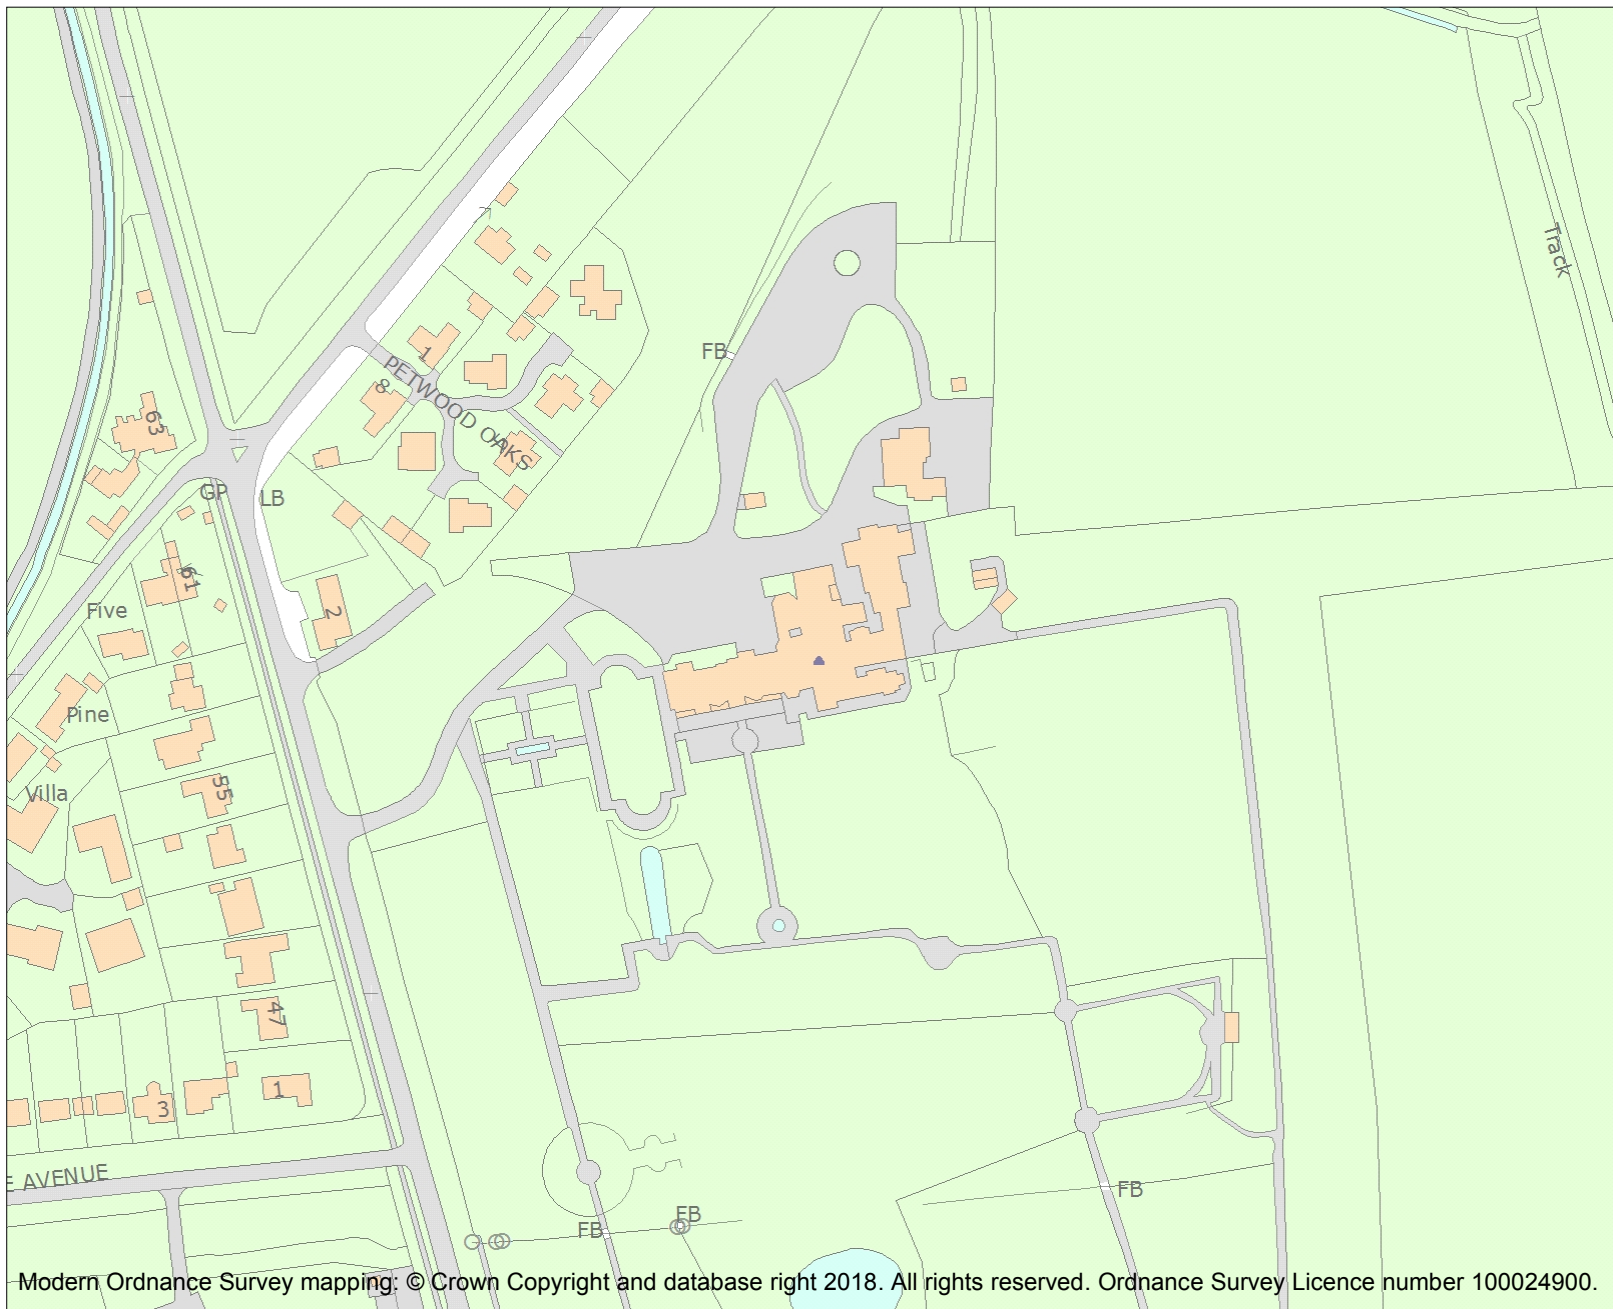 Track
FB
1
PETWOOD OAKS
8
63
GP
LB
61
2
Five
Pine
55
Villa
47
1
3
E AVENUE
FB
FB
FB
Modern Ordnance Survey mapping: © Crown Copyright and database right 2018. All rights reserved. Ordnance Survey Licence number 100024900.